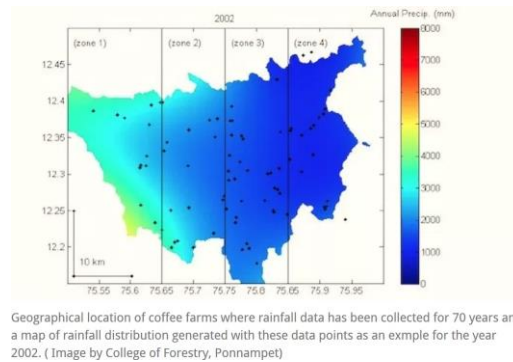 2002
Annual Precip. (mm)
(zone 1) (zone 2) (zone 3) (zone 4)
12.45
12.4
12.35
12.3
12.25
12.2
10 km
75.55 75.6 75.65 75.7 75.75 75.8 75.85 75.9 75.95
8000
7000
6000
5000
4000
3000
2000
1000
0
Geographical location of coffee farms where rainfall data has been collected for 70 years an
a map of rainfall distribution generated with these data points as an exmple for the year
2002. ( Image by College of Forestry, Ponnampet)